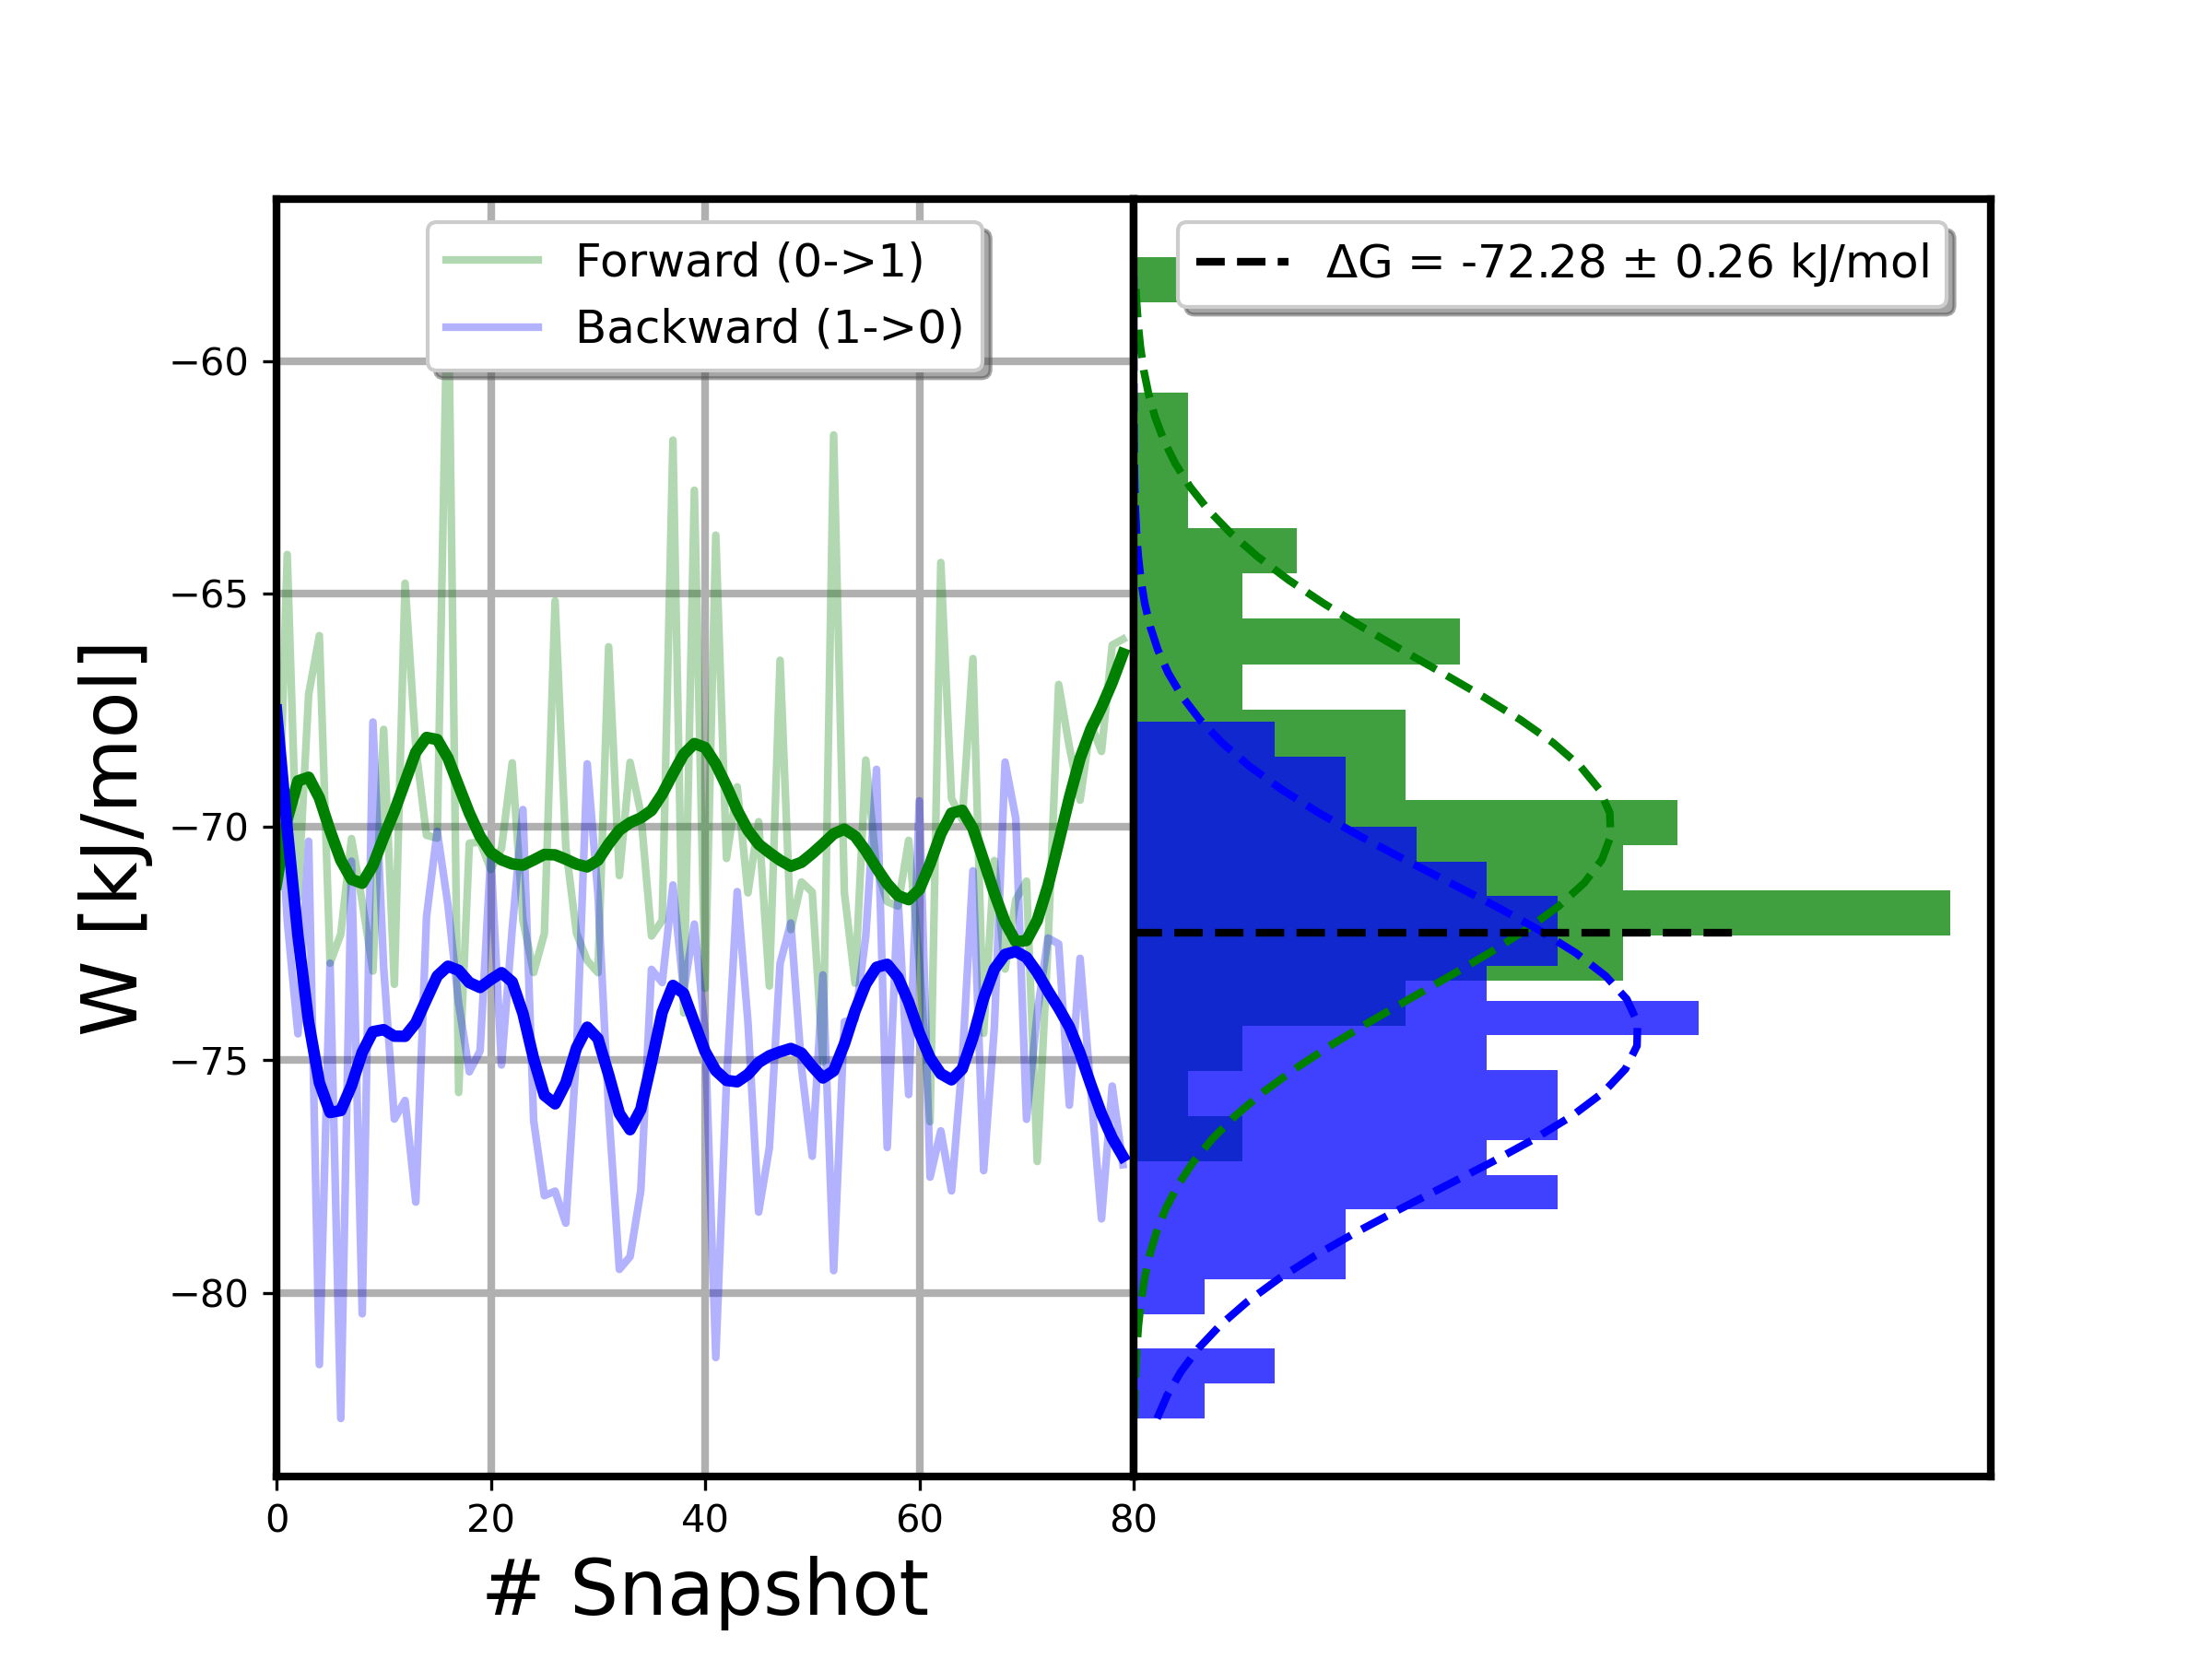 Forward (0->1)
Backward (1->0)
ΔG = -72.28 ± 0.26 kJ/mol
−60
−65
−70
−75
−80
W [kJ/mol]
0 20 40 60 80
# Snapshot